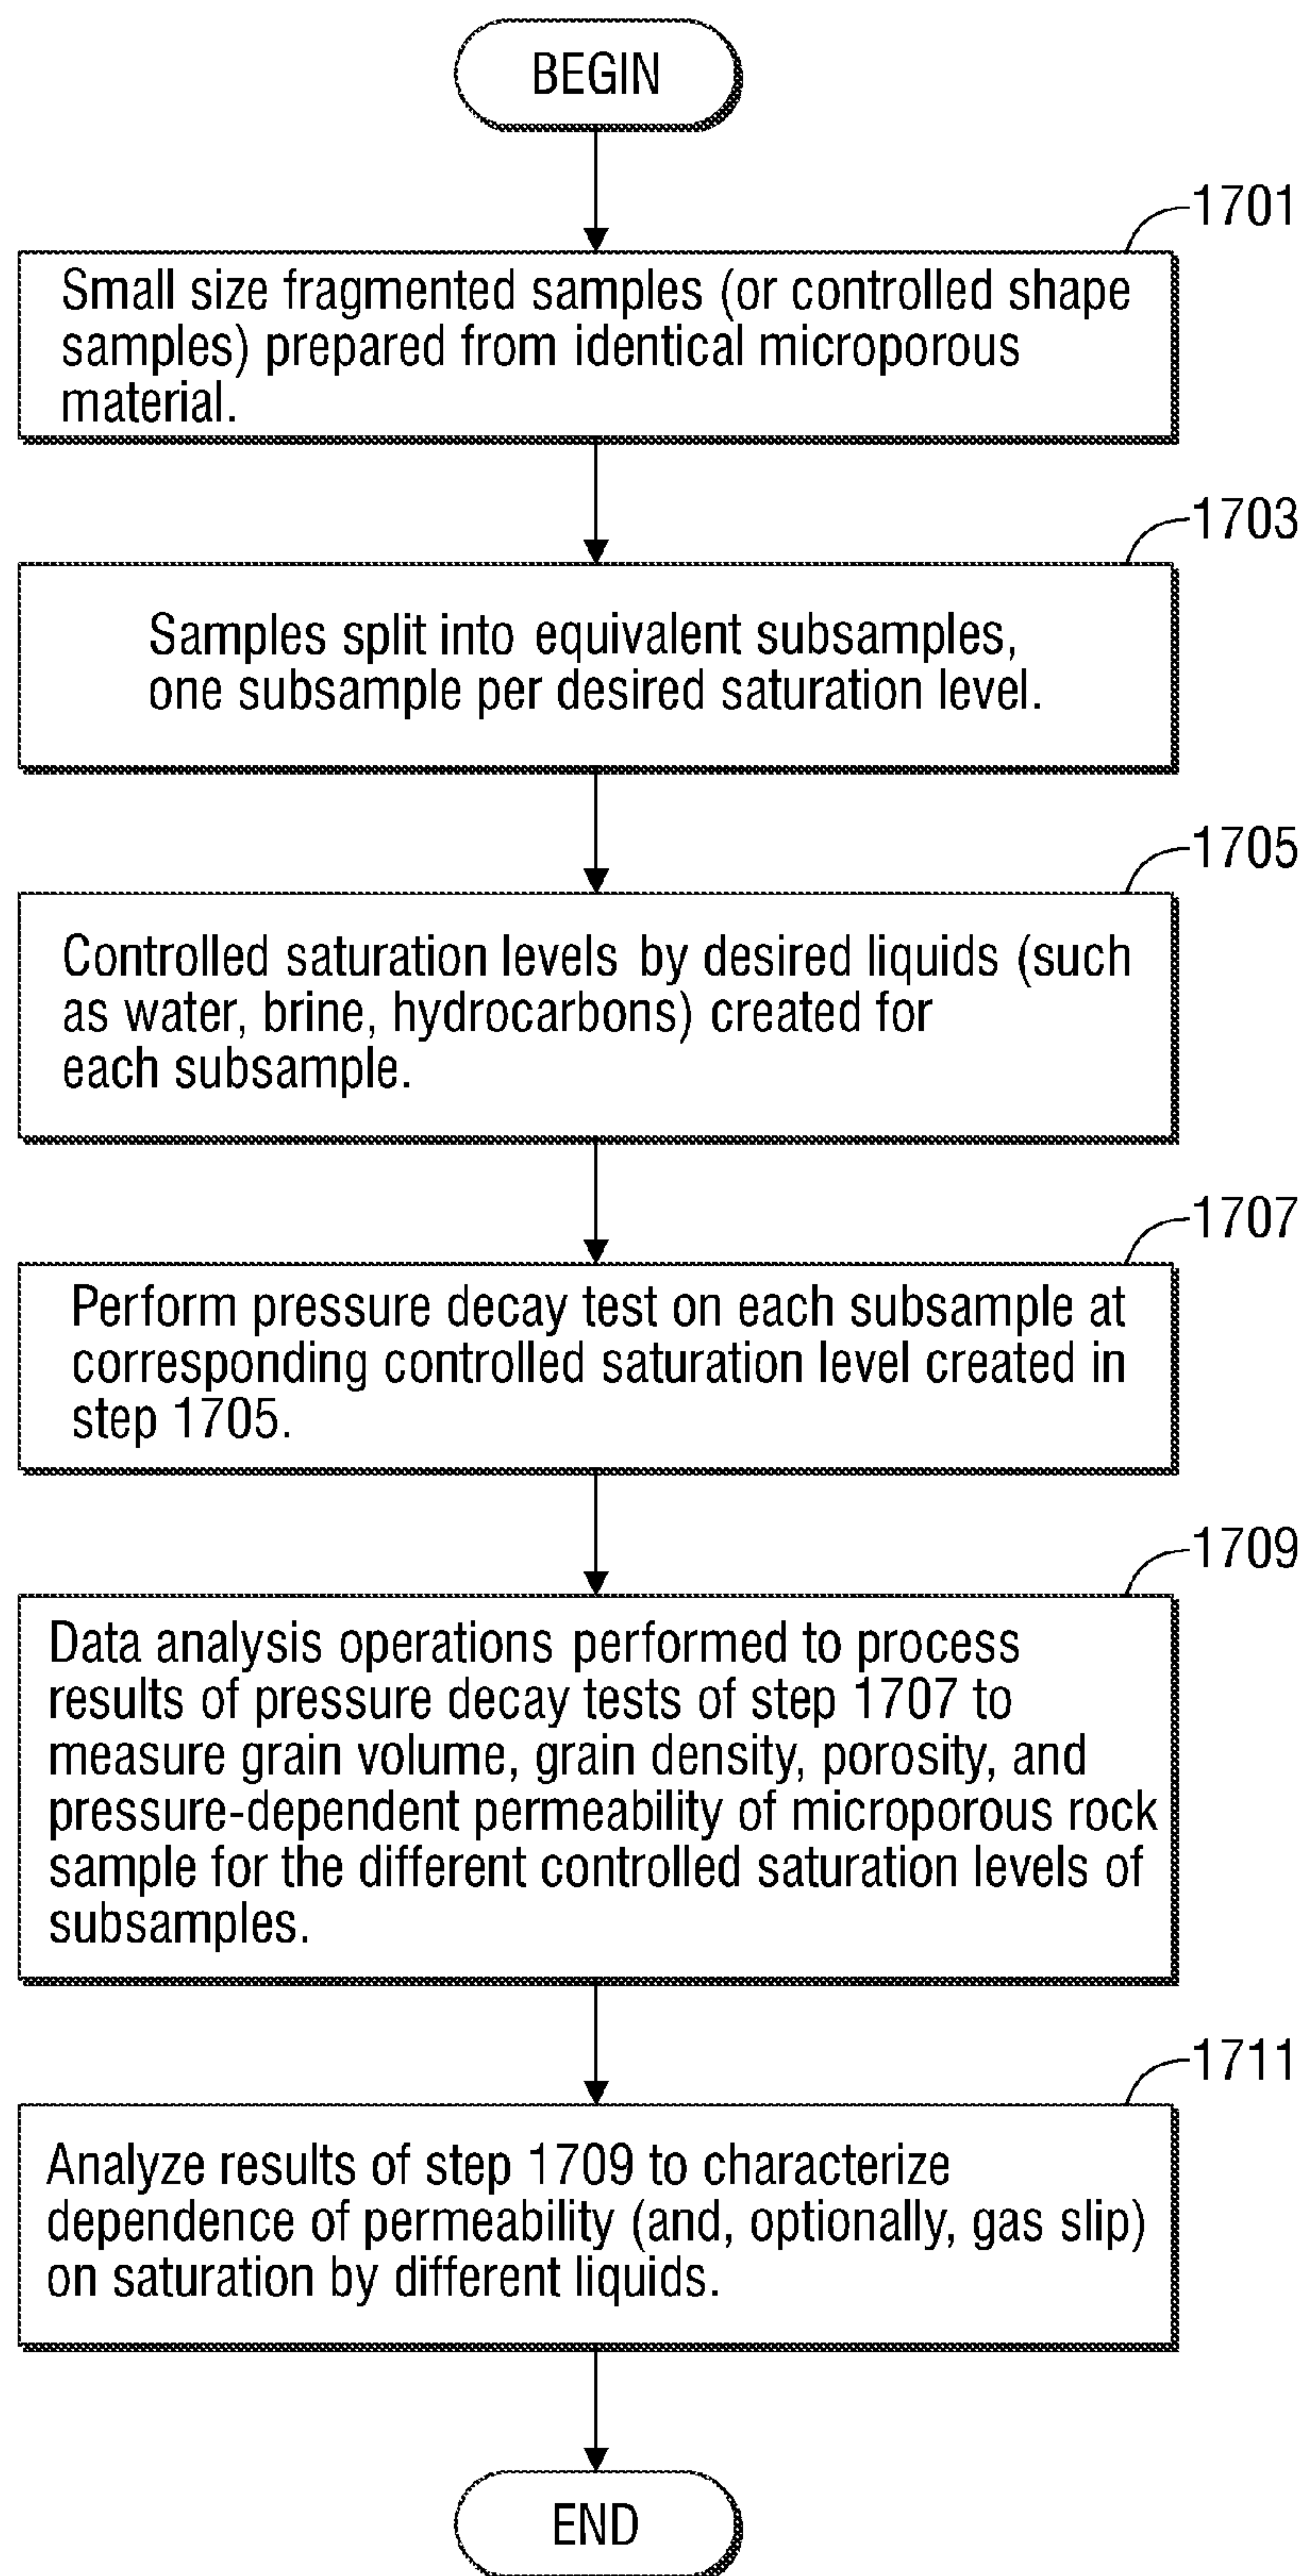 BEGIN
1701
Small size fragmented samples (or controlled shape
samples) prepared from identical microporous
material.
1703
Samples split into equivalent subsamples,
one subsample per desired saturation level.
1705
Controlled saturation levels by desired liquids (such
as water, brine, hydrocarbons) created for
each subsample.
1707
Perform pressure decay test on each subsample at
corresponding controlled saturation level created in
step 1705.
1709
Data analysis operations performed to process
results of pressure decay tests of step 1707 to
measure grain volume, grain density, porosity, and
pressure-dependent permeability of microporous rock
sample for the different controlled saturation levels of
subsamples.
1711
Analyze results of step 1709 to characterize
dependence of permeability (and, optionally, gas slip)
on saturation by different liquids.
END